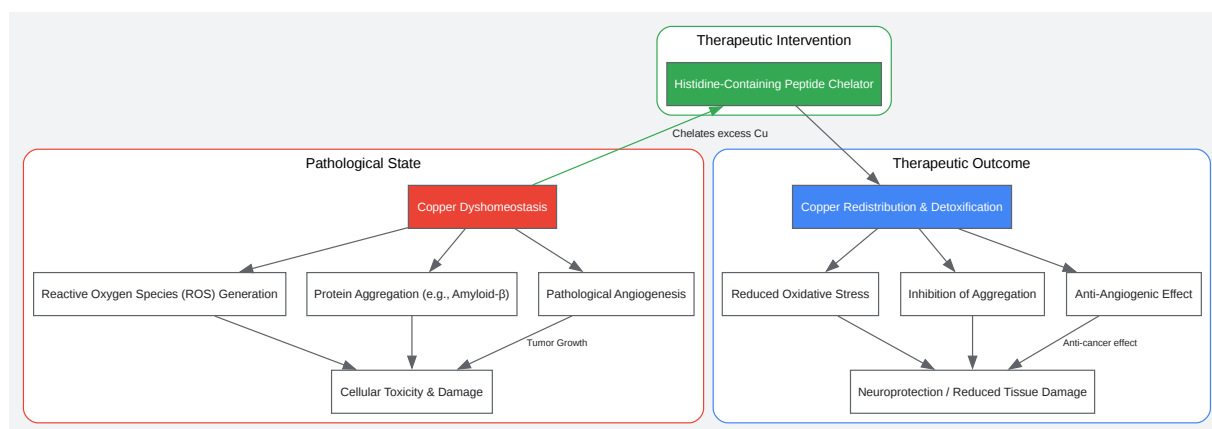 Therapeutic Intervention
Histidine-Containing Peptide Chelator
Chelates excess Cu
Pathological State
Copper Dyshomeostasis
Reactive Oxygen Species (ROS) Generation
Protein Aggregation (e.g., Amyloid-β)
Pathological Angiogenesis
Tumor Growth
Cellular Toxicity & Damage
Therapeutic Outcome
Copper Redistribution & Detoxification
Reduced Oxidative Stress
Inhibition of Aggregation
Anti-Angiogenic Effect
Anti-cancer effect
Neuroprotection / Reduced Tissue Damage